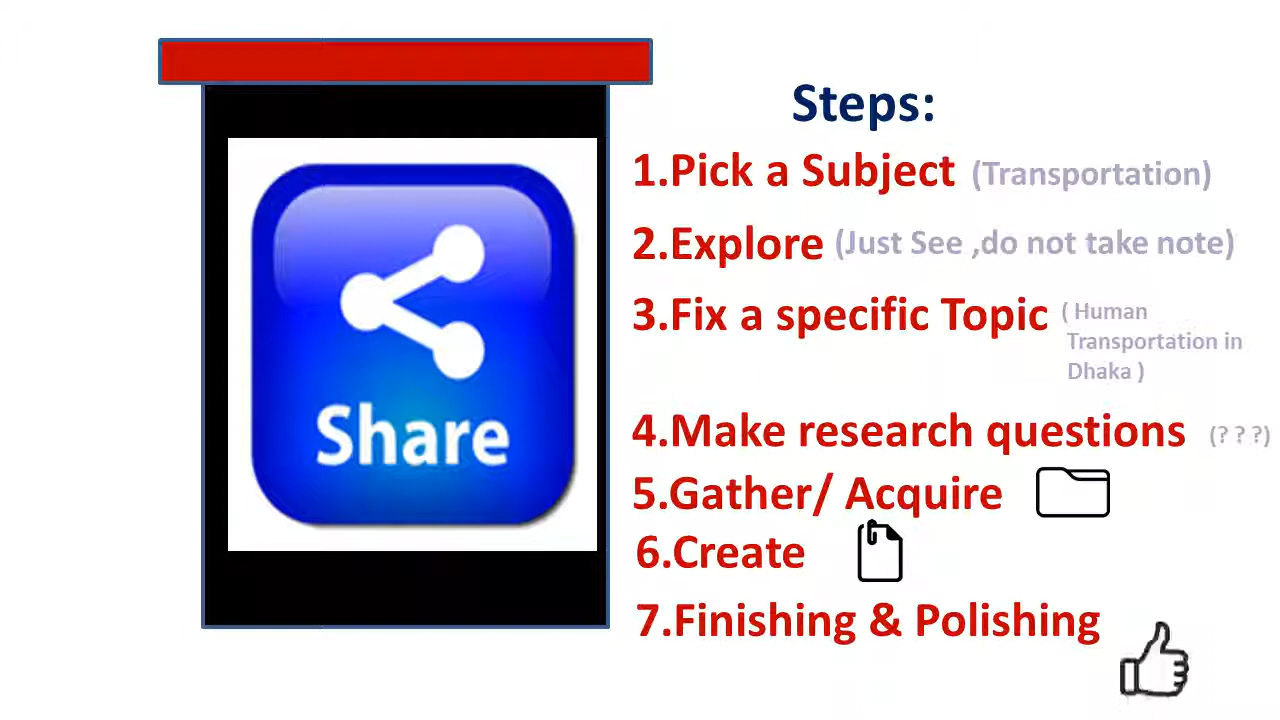 Share
Steps:
1.Pick a Subject (Transportation)
2.Explore (Just See ,do not take note)
3.Fix a specific Topic ( Human
Transportation in
Dhaka )
4.Make research questions (? ? ?)
5.Gather/ Acquire
6.Create
7.Finishing & Polishing